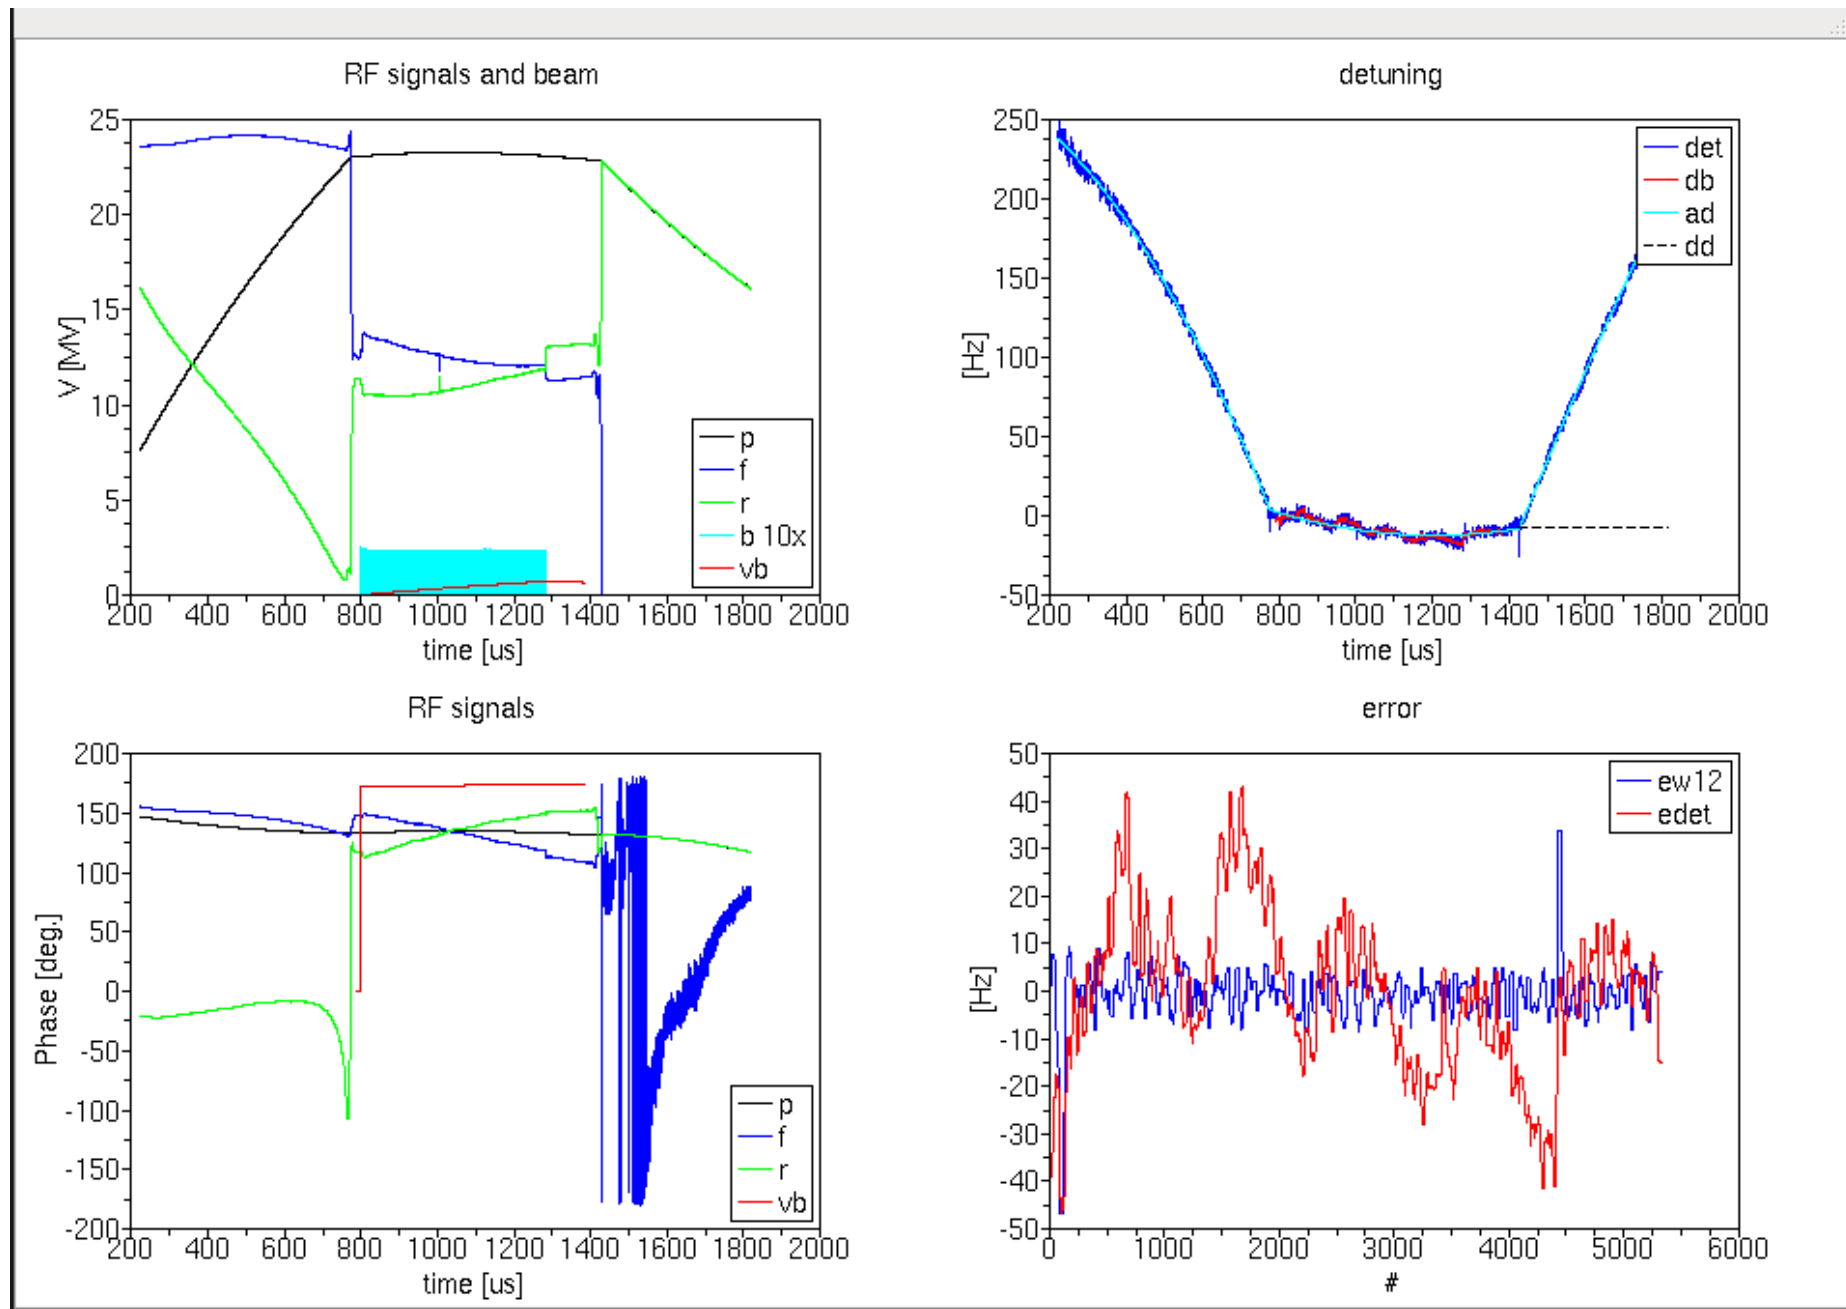 RF signals and beam
25
20
15
10
5
0
V [MV]
p
f
r
b 10x
vb
200 400 600 800 1000 1200 1400 1600 1800 2000
time [us]
detuning
250
200
150
100
50
0
-50
[Hz]
det
db
ad
dd
200 400 600 800 1000 1200 1400 1600 1800 2000
time [us]
RF signals
200
150
100
50
0
-50
-100
-150
-200
Phase [deg.]
p
f
r
vb
200 400 600 800 1000 1200 1400 1600 1800 2000
time [us]
error
50
40
30
20
10
0
-10
-20
-30
-40
-50
[Hz]
ew12
edet
0 1000 2000 3000 4000 5000 6000
#